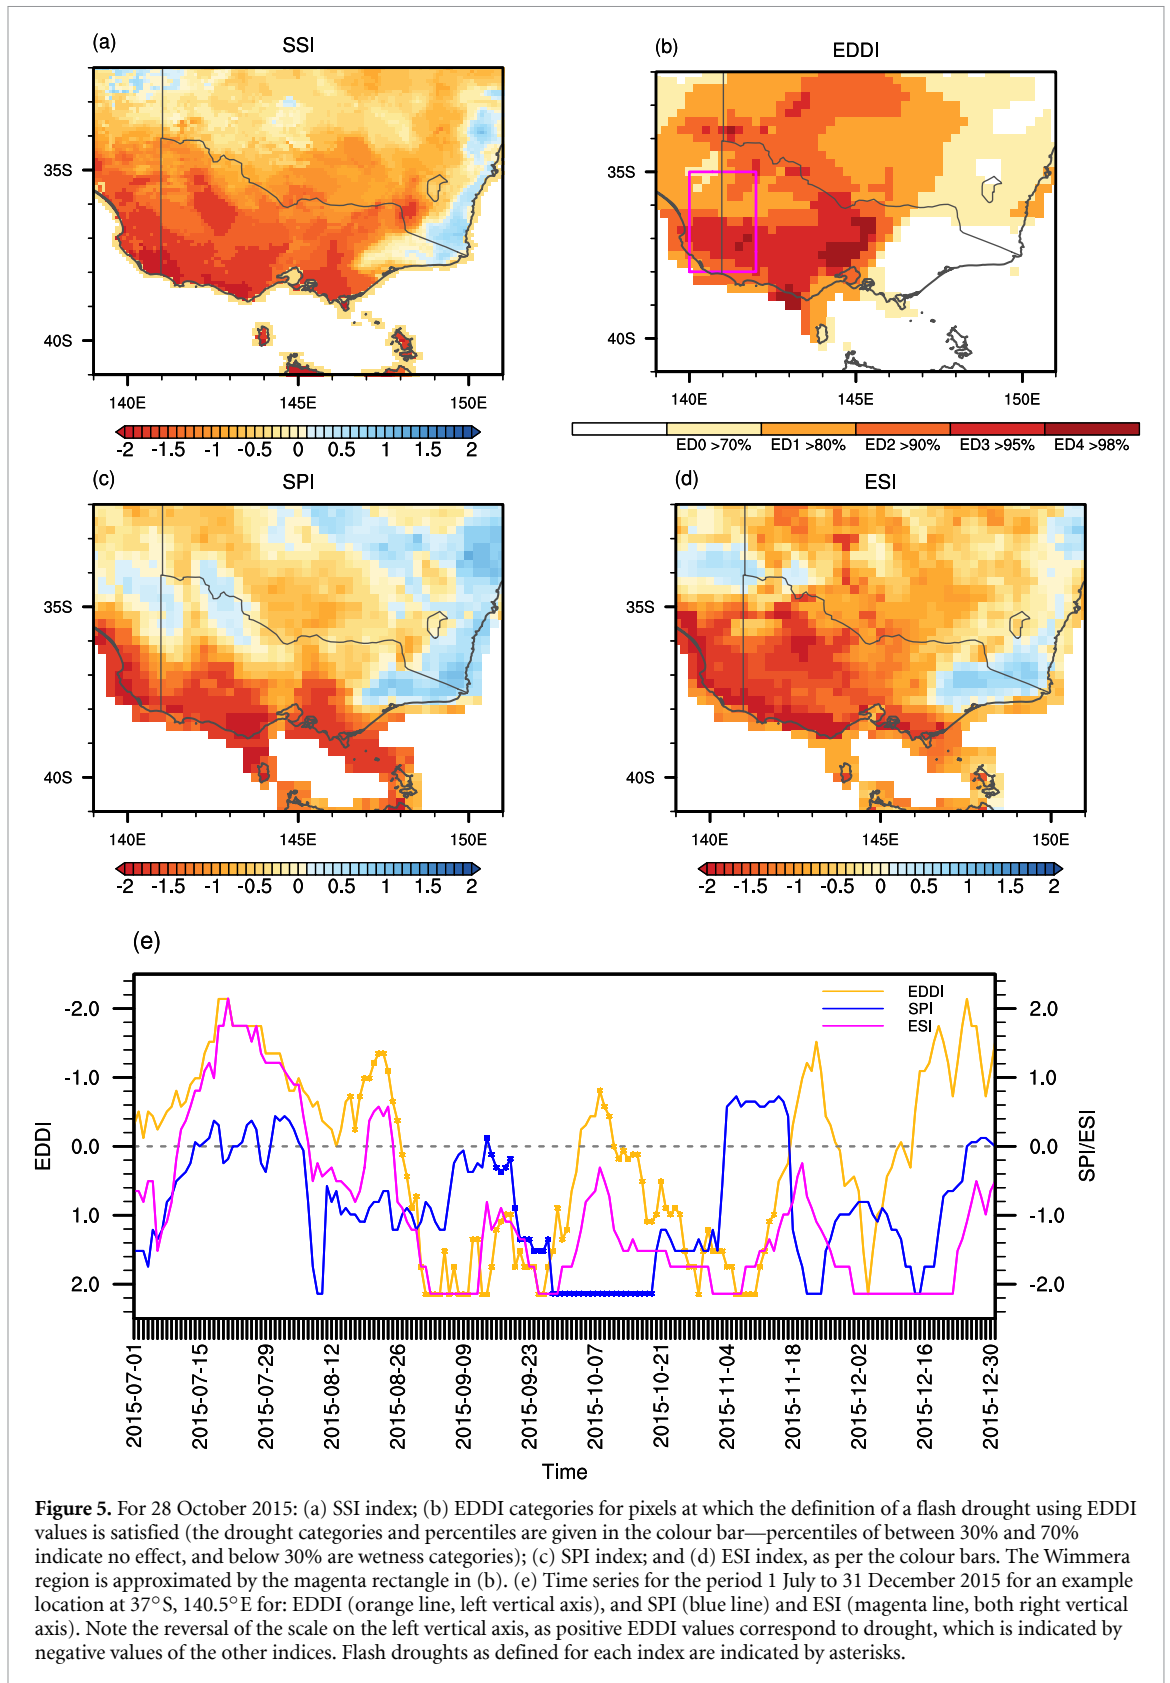 (a)
SSI
(b)
EDDI
35S
40S
140E 145E 150E
-2 -1.5 -1 -0.5 0 0.5 1 1.5 2
35S
40S
140E 145E 150E
ED0 >70% ED1 >80% ED2 >90% ED3 >95% ED4 >98%
(c)
SPI
(d)
ESI
35S
40S
140E 145E 150E
-2 -1.5 -1 -0.5 0 0.5 1 1.5 2
35S
40S
140E 145E 150E
-2 -1.5 -1 -0.5 0 0.5 1 1.5 2
(e)
EDDI
SPI
ESI
-2.0
-1.0
0.0
1.0
2.0
EDDI
2.0
1.0
0.0
-1.0
-2.0
SPI/ESI
2015-07-01
2015-07-15
2015-07-29
2015-08-12
2015-08-26
2015-09-09
2015-09-23
2015-10-07
2015-10-21
2015-11-04
2015-11-18
2015-12-02
2015-12-16
2015-12-30
Time
Figure 5. For 28 October 2015: (a) SSI index; (b) EDDI categories for pixels at which the definition of a flash drought using EDDI
values is satisfied (the drought categories and percentiles are given in the colour bar—percentiles of between 30% and 70%
indicate no effect, and below 30% are wetness categories); (c) SPI index; and (d) ESI index, as per the colour bars. The Wimmera
region is approximated by the magenta rectangle in (b). (e) Time series for the period 1 July to 31 December 2015 for an example
location at 37°S, 140.5°E for: EDDI (orange line, left vertical axis), and SPI (blue line) and ESI (magenta line, both right vertical
axis). Note the reversal of the scale on the left vertical axis, as positive EDDI values correspond to drought, which is indicated by
negative values of the other indices. Flash droughts as defined for each index are indicated by asterisks.